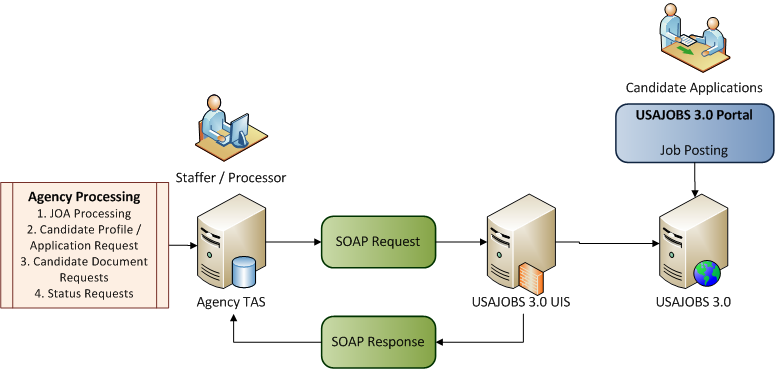 Candidate Applications
USAJOBS 3.0 Portal
Job Posting
Staffer / Processor
Agency Processing
1. JOA Processing
2. Candidate Profile /
Application Request
3. Candidate Document
Requests
4. Status Requests
SOAP Request
Agency TAS
USAJOBS 3.0 UIS
USAJOBS 3.0
SOAP Response